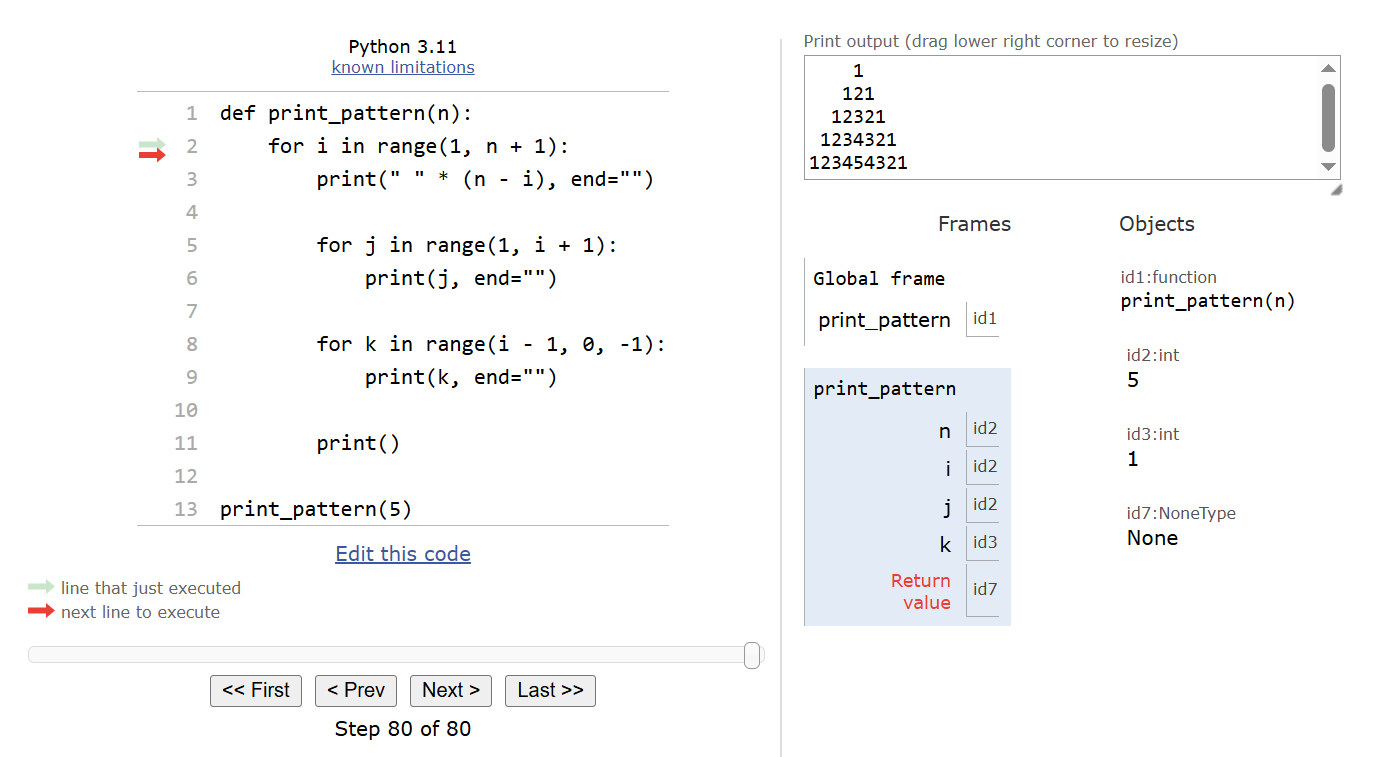 Python 3.11
known limitations
1 def print_pattern(n):
2     for i in range(1, n + 1):
3         print(" " * (n - i), end="")
4
5         for j in range(1, i + 1):
6             print(j, end="")
7
8         for k in range(i - 1, 0, -1):
9             print(k, end="")
10
11         print()
12
13 print_pattern(5)
Edit this code
line that just executed
next line to execute
<< First < Prev Next > Last >>
Step 80 of 80
Print output (drag lower right corner to resize)
    1
   121
  12321
 1234321
123454321
Frames Objects
Global frame
print_pattern id1
print_pattern
n id2
i id2
j id2
k id3
Return
value id7
id1:function
print_pattern(n)
id2:int
5
id3:int
1
id7:NoneType
None